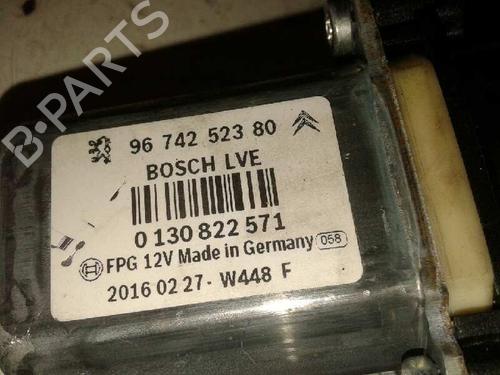 B-PARTS
96 742 523 80
BOSCH LVE
0 130 822 571
FPG 12V Made in Germany 058
2016 02 27 - W448 F